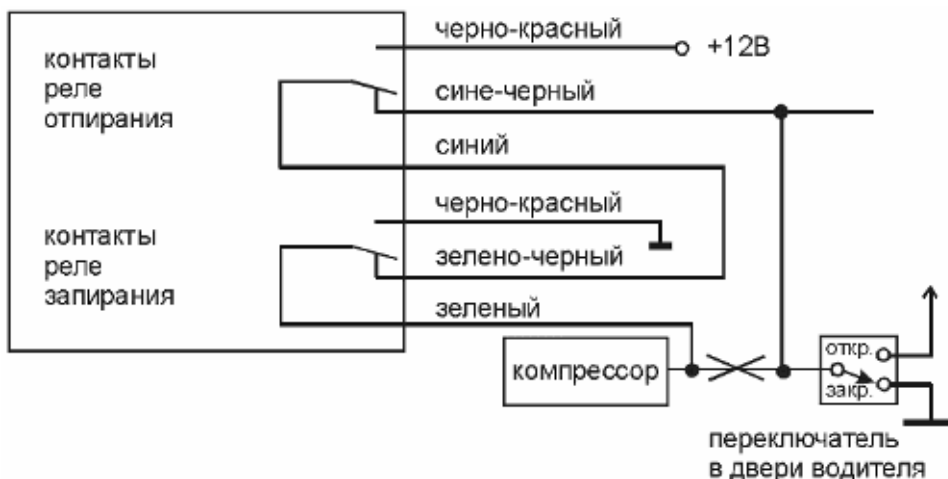 черно-красный
+12В
контакты
реле
отпирания
сине-черный
синий
черно-красный
контакты
реле
запирания
зелено-черный
зеленый
компрессор
откр.
закр.
переключатель
в двери водителя